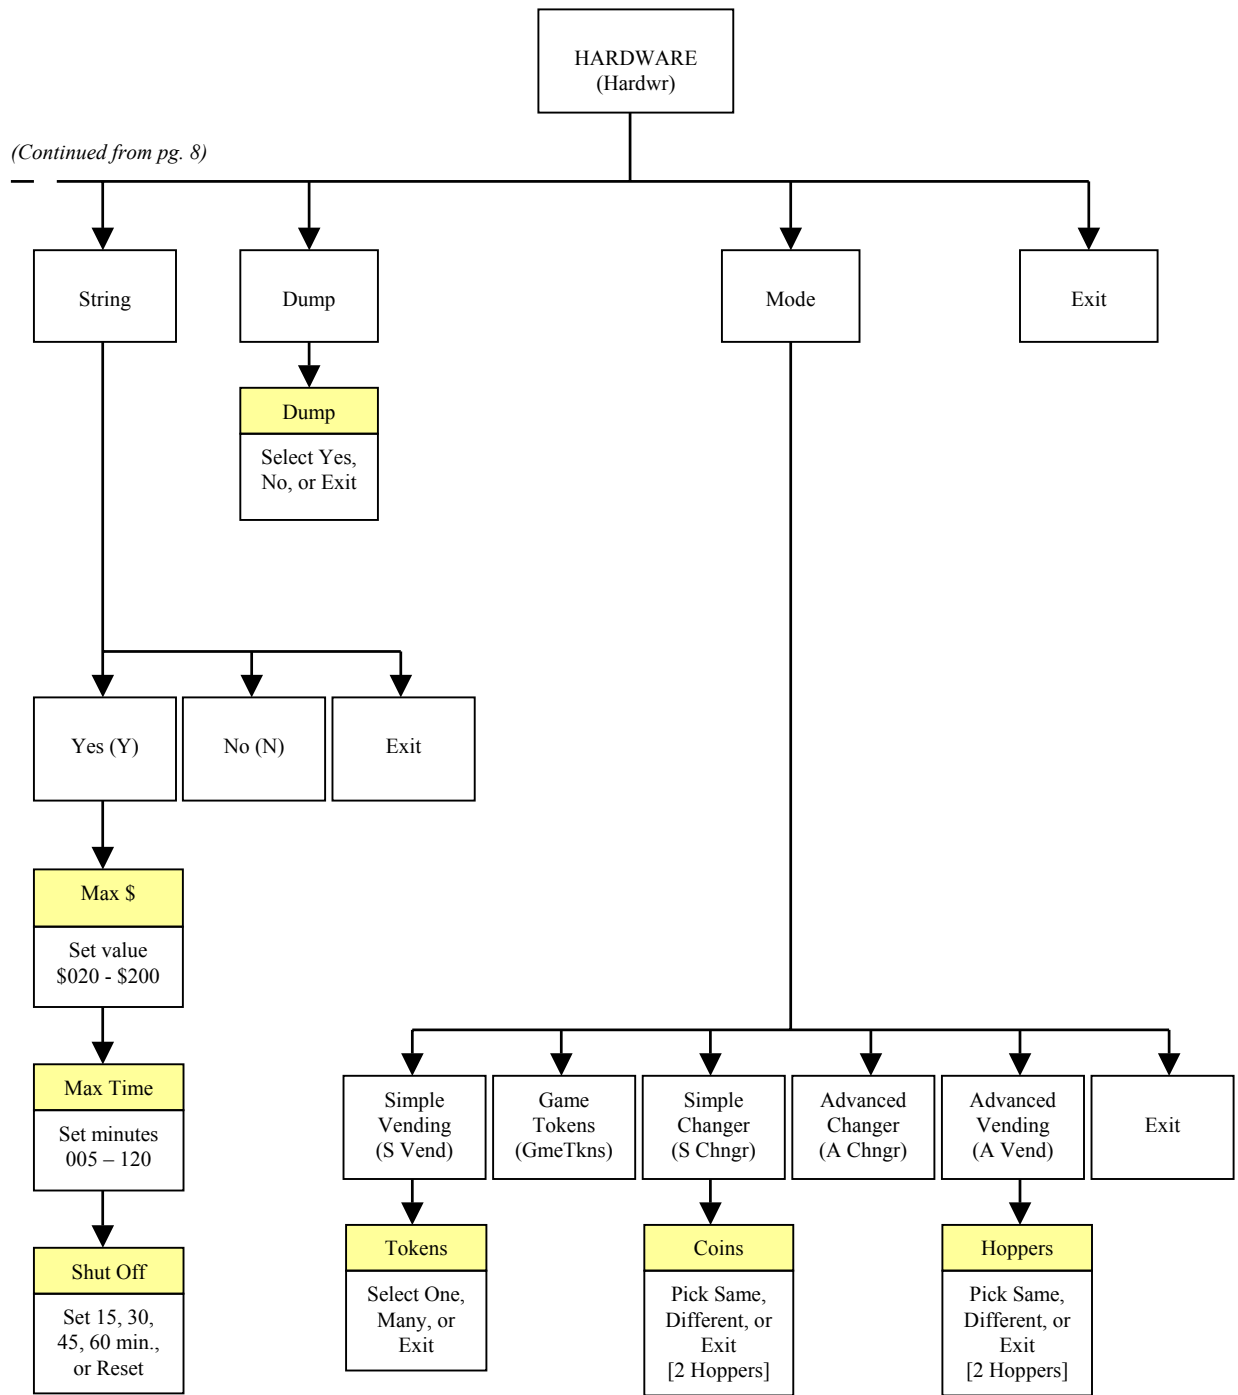 HARDWARE
(Hardwr)
(Continued from pg. 8)
String
Dump
Mode
Exit
Dump
Select Yes,
No, or Exit
Yes (Y)
No (N)
Exit
Max $
Set value
$020 - $200
Max Time
Set minutes
005 – 120
Shut Off
Set 15, 30,
45, 60 min.,
or Reset
Simple
Vending
(S Vend)
Game
Tokens
(GmeTkns)
Simple
Changer
(S Chngr)
Advanced
Changer
(A Chngr)
Advanced
Vending
(A Vend)
Exit
Tokens
Select One,
Many, or
Exit
Coins
Pick Same,
Different, or
Exit
[2 Hoppers]
Hoppers
Pick Same,
Different, or
Exit
[2 Hoppers]